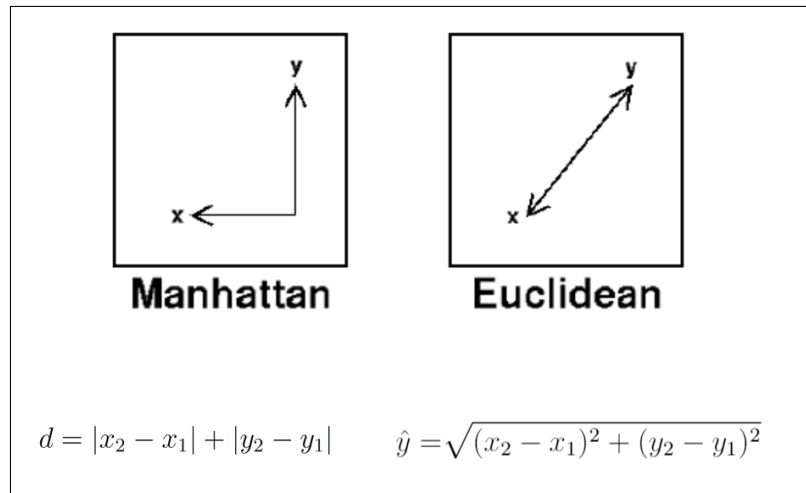 y
x
Manhattan
y
x
Euclidean
d = |x₂ − x₁| + |y₂ − y₁|
ŷ = √((x₂ − x₁)² + (y₂ − y₁)²)